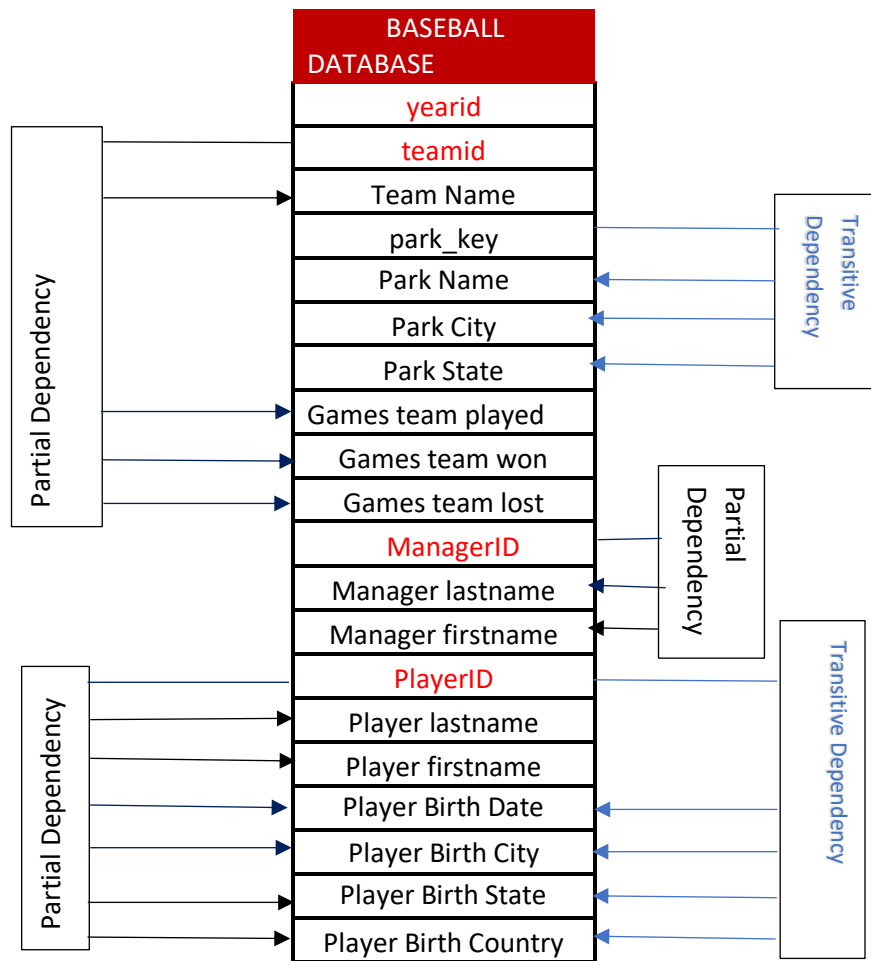 BASEBALL
DATABASE
yearid
teamid
Team Name
park_key
Park Name
Park City
Park State
Games team played
Games team won
Games team lost
ManagerID
Manager lastname
Manager firstname
PlayerID
Player lastname
Player firstname
Player Birth Date
Player Birth City
Player Birth State
Player Birth Country
Partial Dependency
Partial Dependency
Transitive
Dependency
Partial
Dependency
Transitive Dependency